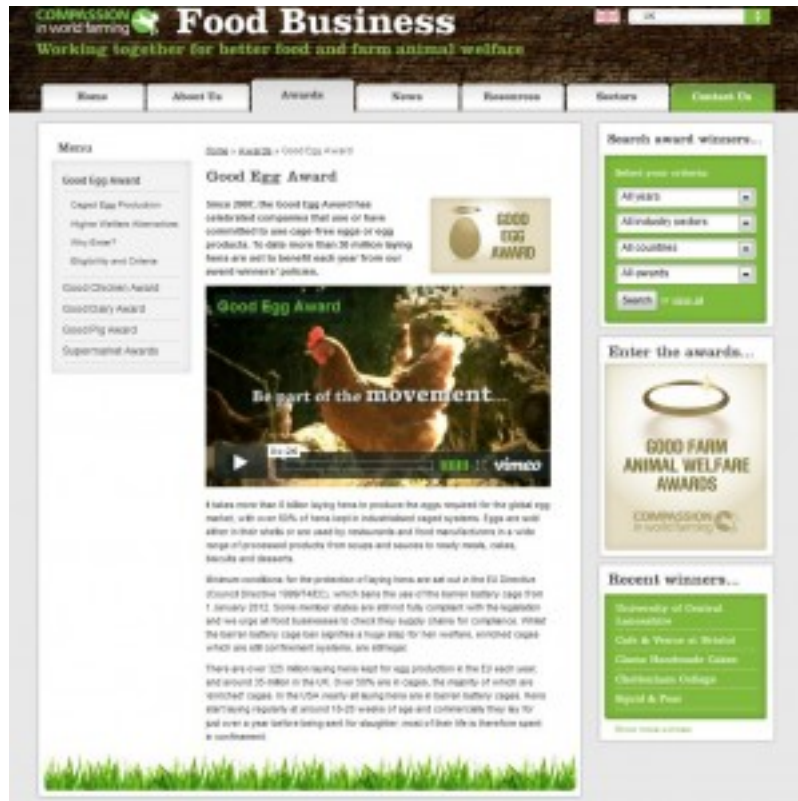 COMPASSION
in world farming
Food Business
Working together for better food and farm animal welfare
UK
Home
About Us
Awards
News
Resources
Sectors
Contact Us
Menu
Good Egg Award
Caged Egg Production
Higher Welfare Alternatives
Why Enter?
Eligibility and Criteria
Good Chicken Award
Good Dairy Award
Good Pig Award
Supermarket Awards
Home » Awards » Good Egg Award
Good Egg Award
Since 2007, the Good Egg Award has
celebrated companies that use or have
committed to use cage-free eggs or egg
products. To date more than 30 million laying
hens are set to benefit each year from our
award winners' policies.
GOOD
EGG
AWARD
Good Egg Award
Be part of the movement...
vimeo
It takes more than 5 billion laying hens to produce the eggs required for the global egg
market, with over 60% of hens kept in industrialised caged systems. Eggs are sold
either in their shells or are used by restaurants and food manufacturers in a wide
range of processed products from soups and sauces to ready meals, cakes,
biscuits and desserts.
Minimum conditions for the protection of laying hens are set out in the EU Directive
(Council Directive 1999/74/EC), which bans the use of the barren battery cage from
1 January 2012. Some member states are still not fully compliant with the legislation
and we urge all food businesses to check they supply chains for compliance. Whilst
the barren battery cage ban signifies a huge step for hen welfare, enriched cages
which are still confinement systems, are still legal.
There are over 325 million laying hens kept for egg production in the EU each year,
and around 35 million in the UK. Over 50% are in cages, the majority of which are
'enriched' cages. In the USA nearly all laying hens are in barren battery cages. Hens
start laying regularly at around 18-20 weeks of age and commercially they lay for
just over a year before being sent for slaughter; most of their life is therefore spent
in confinement.
Search award winners...
Select your criteria:
All years
All industry sectors
All countries
All awards
Search or view all
Enter the awards...
GOOD FARM
ANIMAL WELFARE
AWARDS
COMPASSION
in world farming
Recent winners...
University of Central
Lancashire
Cafe & Venue at Bristol
Cheltenham College
Squid & Pear